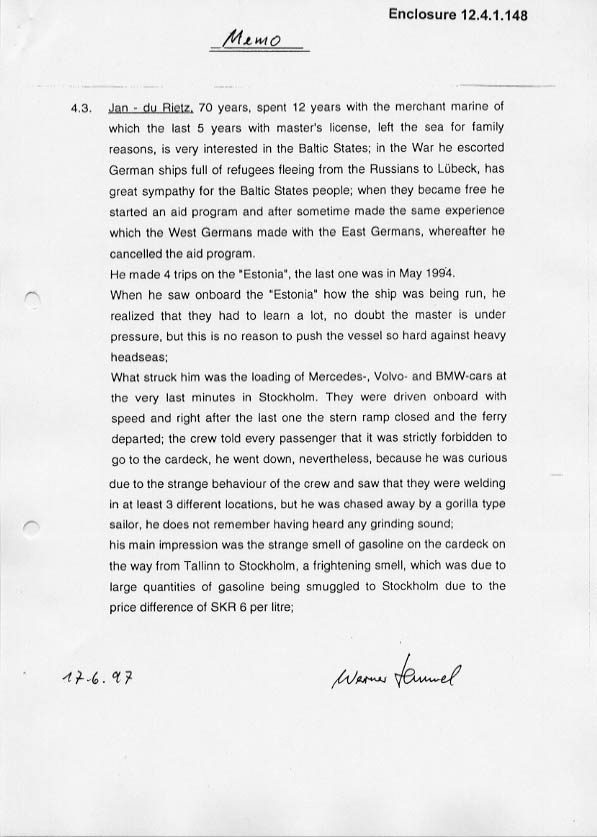 Enclosure 12.4.1.148
Memo
4.3. Jan - du Rietz, 70 years, spent 12 years with the merchant marine of
which the last 5 years with master's license, left the sea for family
reasons, is very interested in the Baltic States; in the War he escorted
German ships full of refugees fleeing from the Russians to Lübeck, has
great sympathy for the Baltic States people; when they became free he
started an aid program and after sometime made the same experience
which the West Germans made with the East Germans, whereafter he
cancelled the aid program.
He made 4 trips on the "Estonia", the last one was in May 1994.
When he saw onboard the "Estonia" how the ship was being run, he
realized that they had to learn a lot, no doubt the master is under
pressure, but this is no reason to push the vessel so hard against heavy
headseas;
What struck him was the loading of Mercedes-, Volvo- and BMW-cars at
the very last minutes in Stockholm. They were driven onboard with
speed and right after the last one the stern ramp closed and the ferry
departed; the crew told every passenger that it was strictly forbidden to
go to the cardeck, he went down, nevertheless, because he was curious
due to the strange behaviour of the crew and saw that they were welding
in at least 3 different locations, but he was chased away by a gorilla type
sailor, he does not remember having heard any grinding sound;
his main impression was the strange smell of gasoline on the cardeck on
the way from Tallinn to Stockholm, a frightening smell, which was due to
large quantities of gasoline being smuggled to Stockholm due to the
price difference of SKR 6 per litre;
17.6.97 Werner Hummel